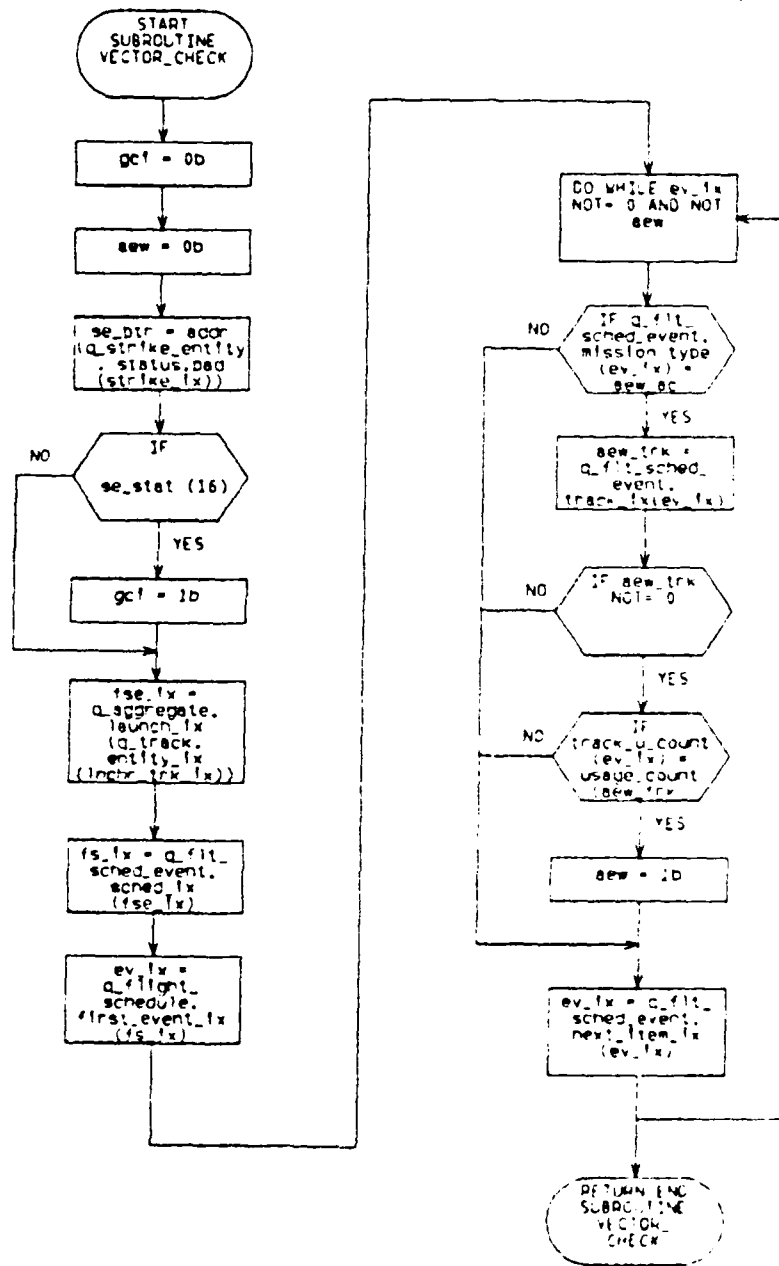 START
SUBROUTINE
VECTOR_CHECK
gcf = 0b
aew = 0b
se_ptr = addr
(q_strike_entity
. status.pad
(strike_ix))
IF
se_stat (16)
NO
YES
gcf = 1b
fse_ix =
q_aggregate.
launch_ix
(q_track.
entity_ix
(lnchr_trk_ix))
fs_ix = q_flt_
sched_event.
sched_ix
(fse_ix)
ev_ix =
q_flight_
schedule.
first_event_ix
(fs_ix)
DO WHILE ev_ix
NOT= 0 AND NOT
aew
IF q_flt_
sched_event.
mission_type
(ev_ix) =
aew_ac
NO
YES
aew_trk =
q_flt_sched_
event.
track_ix(ev_ix)
IF aew_trk
NOT= 0
NO
YES
IF
track_u_count
(ev_ix) =
usage_count
(aew_trk
NO
YES
aew = 1b
ev_ix = q_flt_
sched_event.
next_item_ix
(ev_ix)
RETURN END
SUBROUTINE
VECTOR_
CHECK